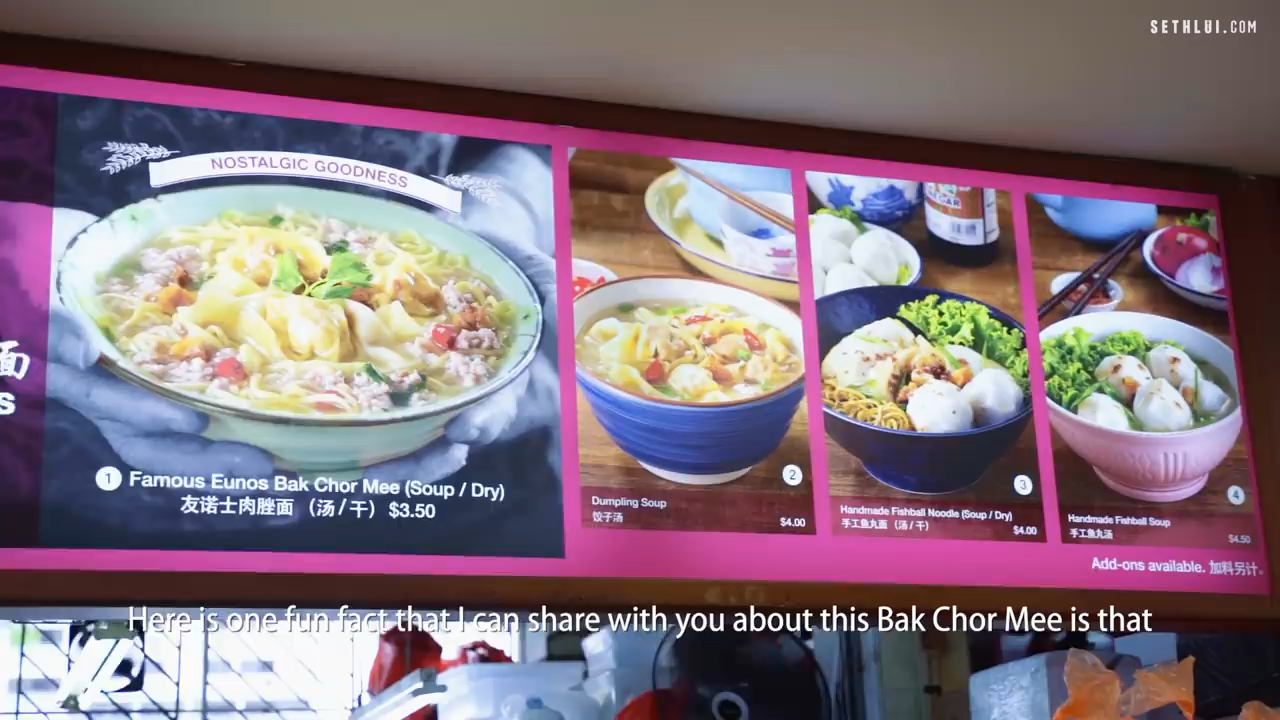 SETHLUI.COM
NOSTALGIC GOODNESS
面
S
1 Famous Eunos Bak Chor Mee (Soup / Dry)
友诺士肉脞面 (汤/干) $3.50
2
Dumpling Soup
饺子汤
$4.00
3
Handmade Fishball Noodle (Soup / Dry)
手工鱼丸面 (汤/干)
$4.00
4
Handmade Fishball Soup
手工鱼丸汤
$4.50
Add-ons available. 加料另计。
Here is one fun fact that I can share with you about this Bak Chor Mee is that